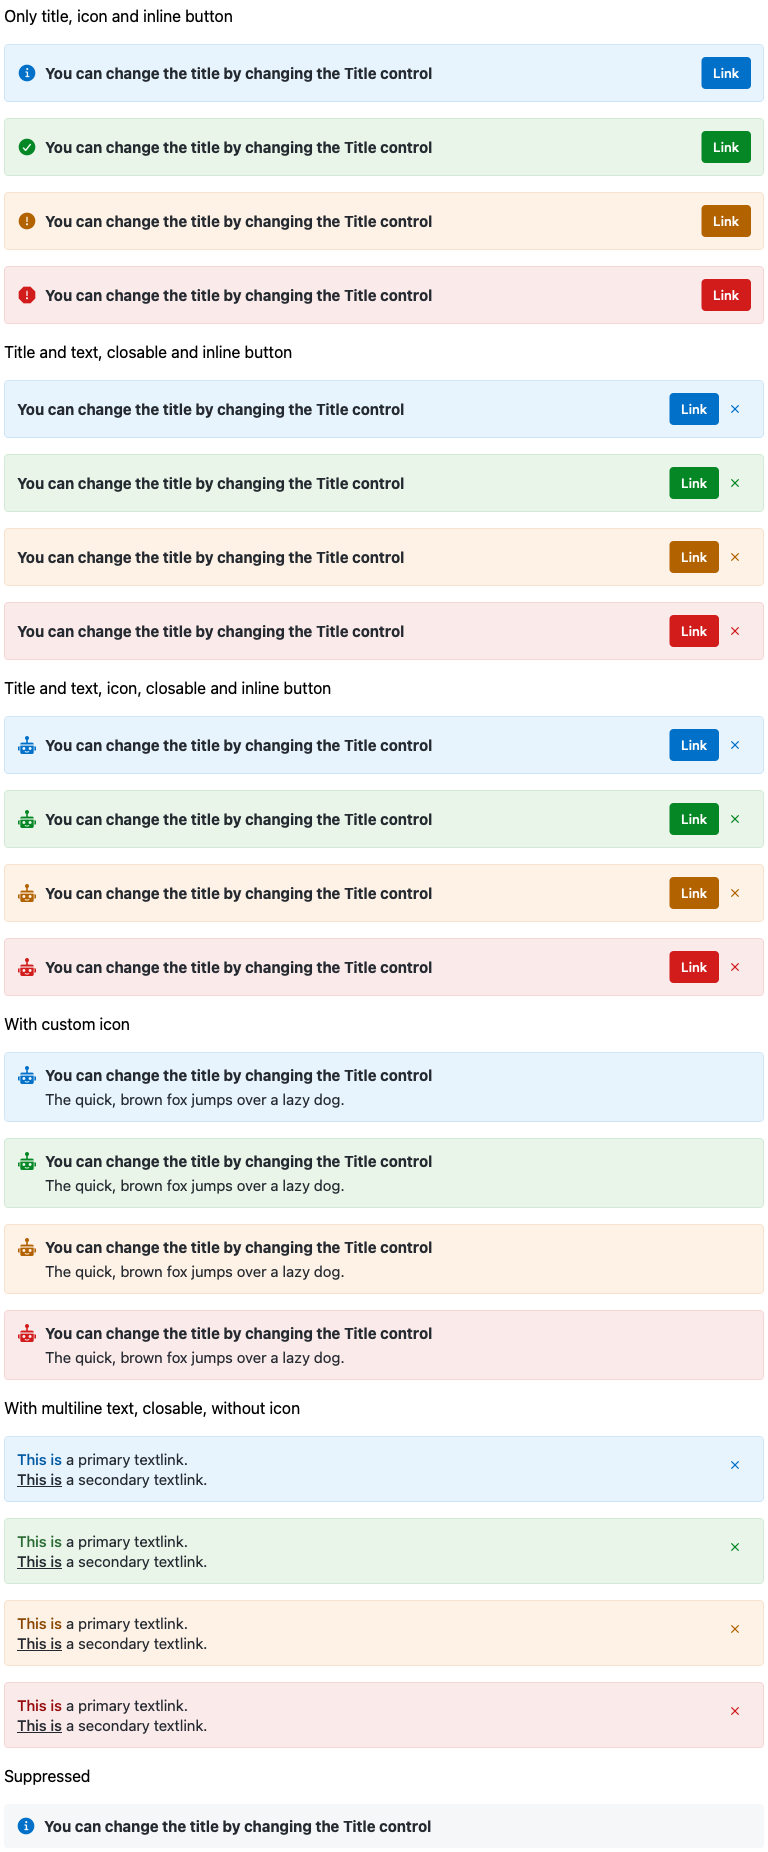 Only title, icon and inline button
You can change the title by changing the Title control Link
You can change the title by changing the Title control Link
You can change the title by changing the Title control Link
You can change the title by changing the Title control Link
Title and text, closable and inline button
You can change the title by changing the Title control Link
You can change the title by changing the Title control Link
You can change the title by changing the Title control Link
You can change the title by changing the Title control Link
Title and text, icon, closable and inline button
You can change the title by changing the Title control Link
You can change the title by changing the Title control Link
You can change the title by changing the Title control Link
You can change the title by changing the Title control Link
With custom icon
You can change the title by changing the Title control
The quick, brown fox jumps over a lazy dog.
You can change the title by changing the Title control
The quick, brown fox jumps over a lazy dog.
You can change the title by changing the Title control
The quick, brown fox jumps over a lazy dog.
You can change the title by changing the Title control
The quick, brown fox jumps over a lazy dog.
With multiline text, closable, without icon
This is a primary textlink.
This is a secondary textlink.
This is a primary textlink.
This is a secondary textlink.
This is a primary textlink.
This is a secondary textlink.
This is a primary textlink.
This is a secondary textlink.
Suppressed
You can change the title by changing the Title control